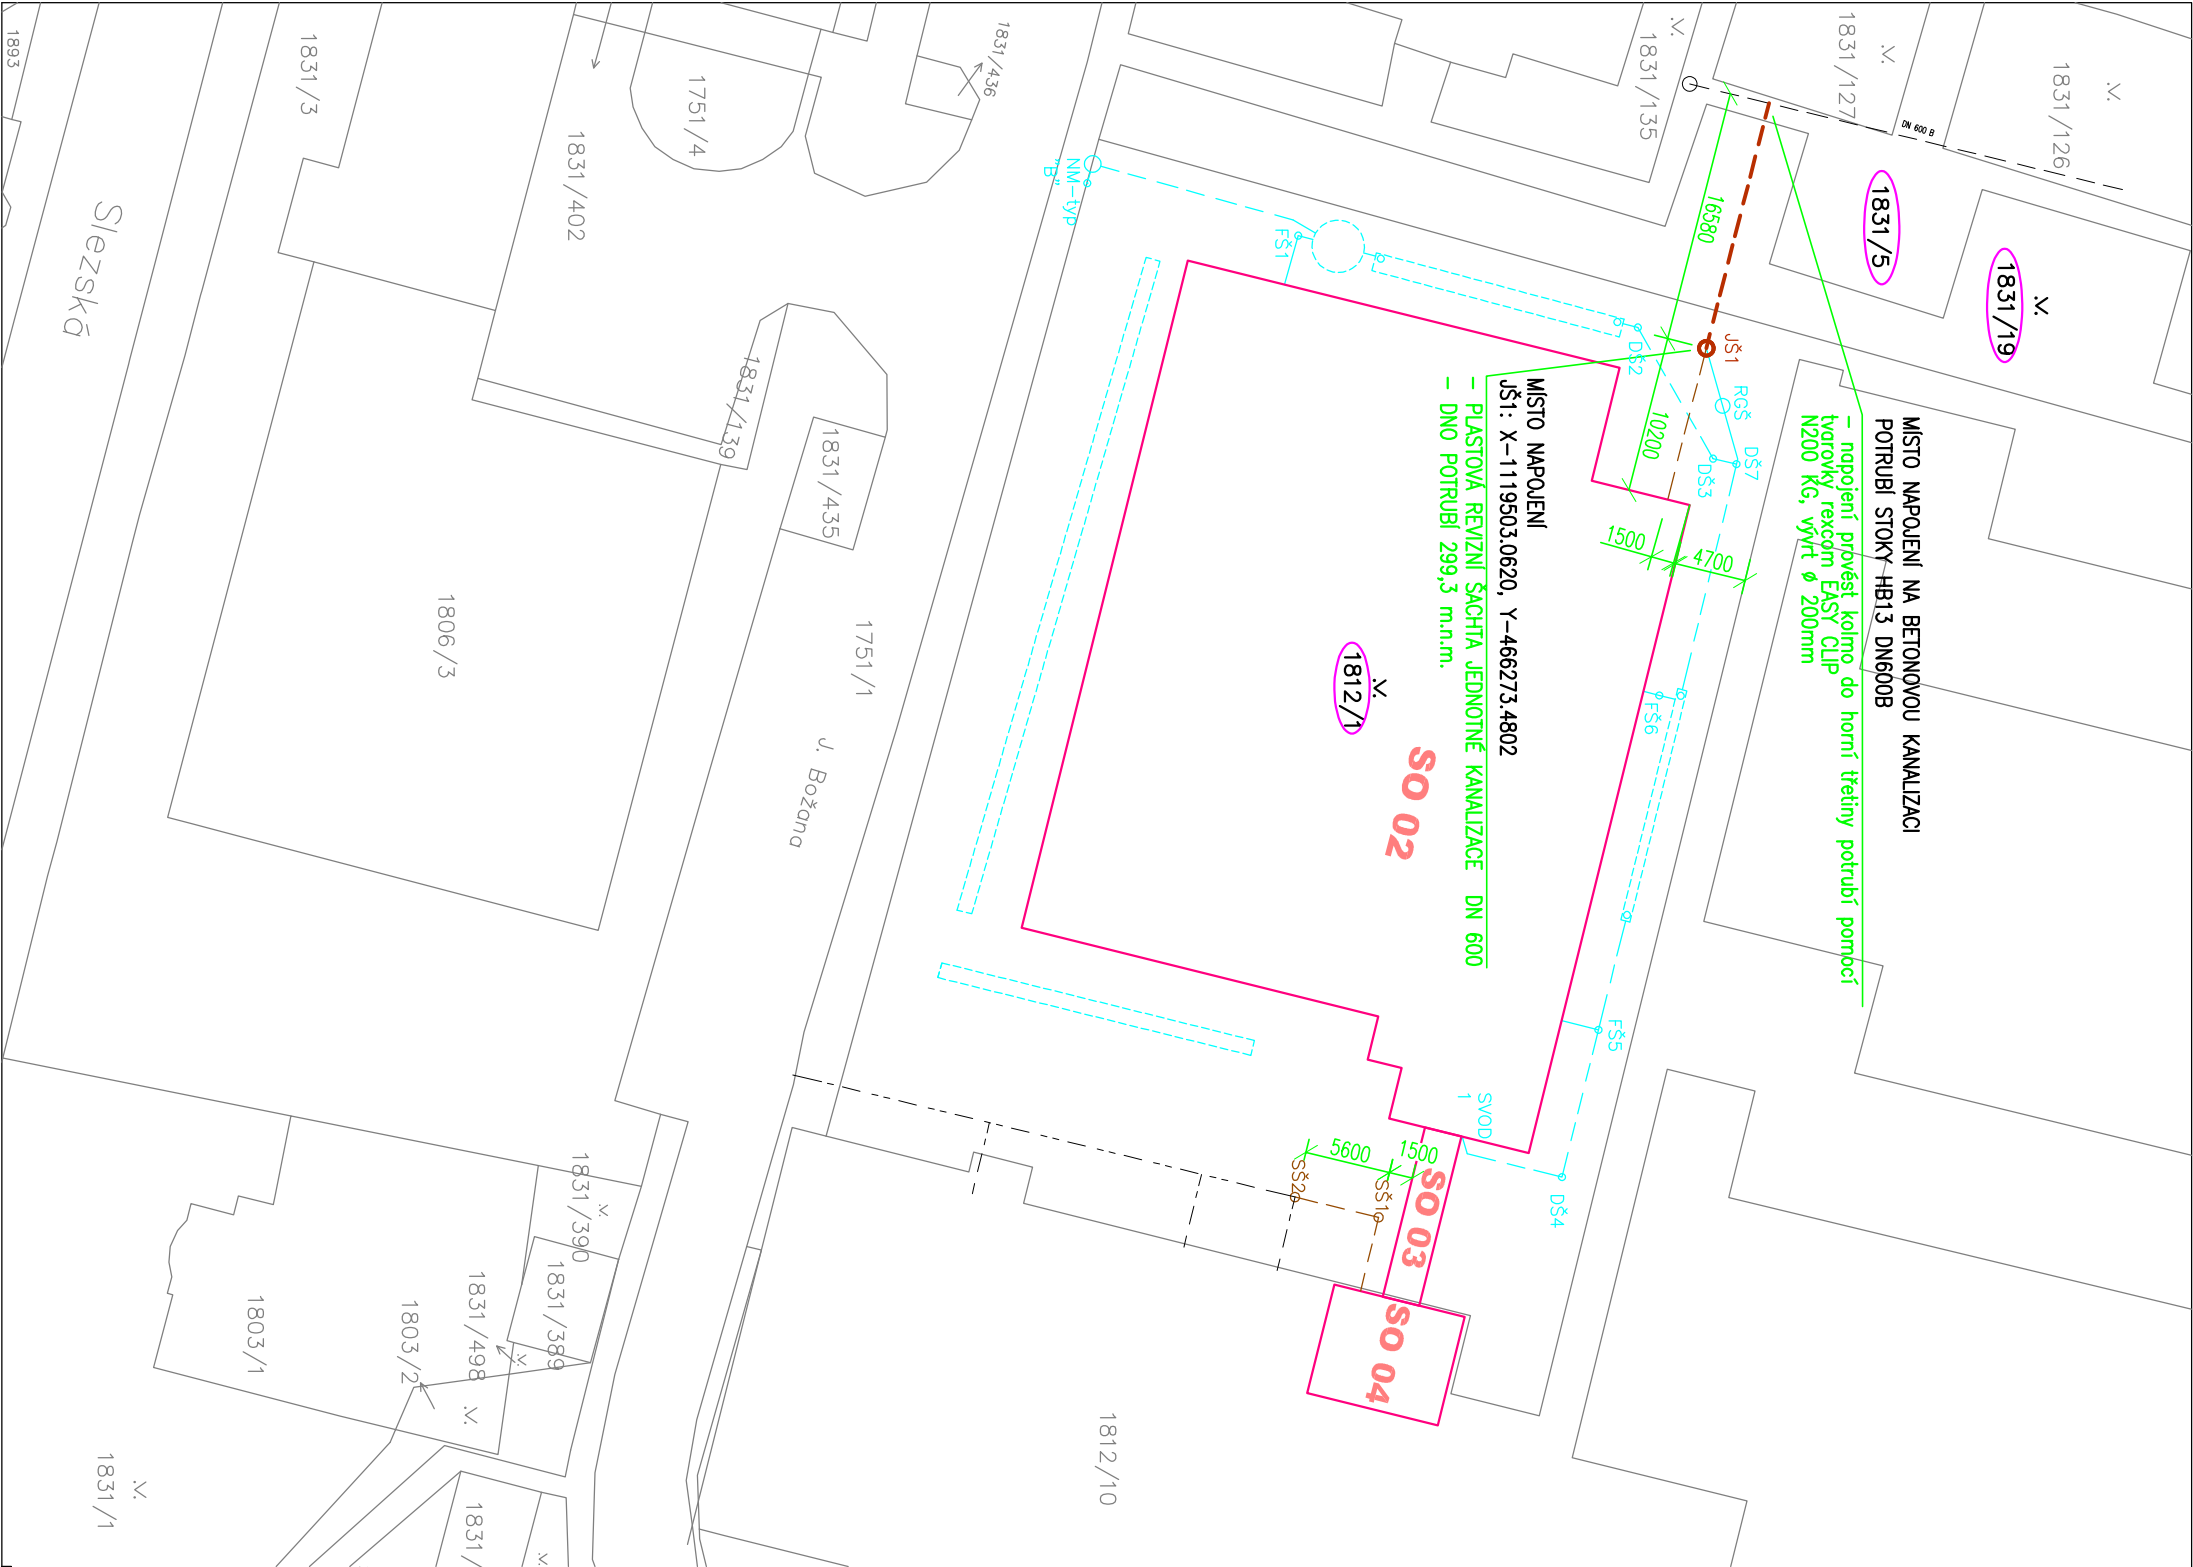 MÍSTO NAPOJENÍ NA BETONOVOU KANALIZACI
POTRUBÍ STOKY HB13 DN600B
- napojení provést kolmo do horní třetiny potrubí pomocí
tvarovky rexcom EASY CLIP
N200 KG, vývrt ø 200mm
MÍSTO NAPOJENÍ
JŠ1: X-1119503.0620, Y-466273.4802
- PLASTOVÁ REVIZNÍ ŠACHTA JEDNOTNÉ KANALIZACE DN 600
- DNO POTRUBÍ 299,3 m.n.m.
1831/126
1831/127
1831/135
DN 600 B
1831/5
1831/19
16580
10200
JŠ1
RGŠ
DŠ7
DŠ3
DŠ2
FŠ1
NM-typ
"B"
1500
4700
FŠ6
FŠ5
SVOD
1
DŠ4
1812/1
SO 02
SO 03
SO 04
5600
1500
SŠ2
SŠ1
1831/436
1751/4
1831/402
1831/3
1893
Slezská
1831/139
1831/435
1806/3
1751/1
J. Božana
1831/390
1831/389
1831/498
1803/2
1803/1
1831/1
1831/
1812/10